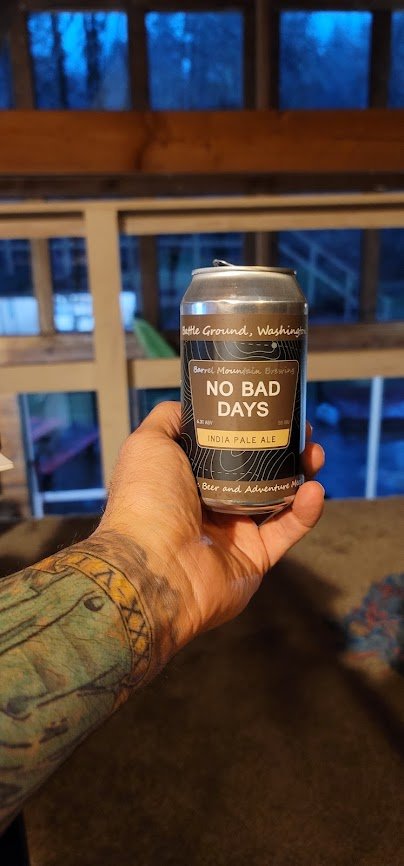 Battle Ground, Washington
Barrel Mountain Brewing
NO BAD
DAYS
INDIA PALE ALE
Beer and Adventure